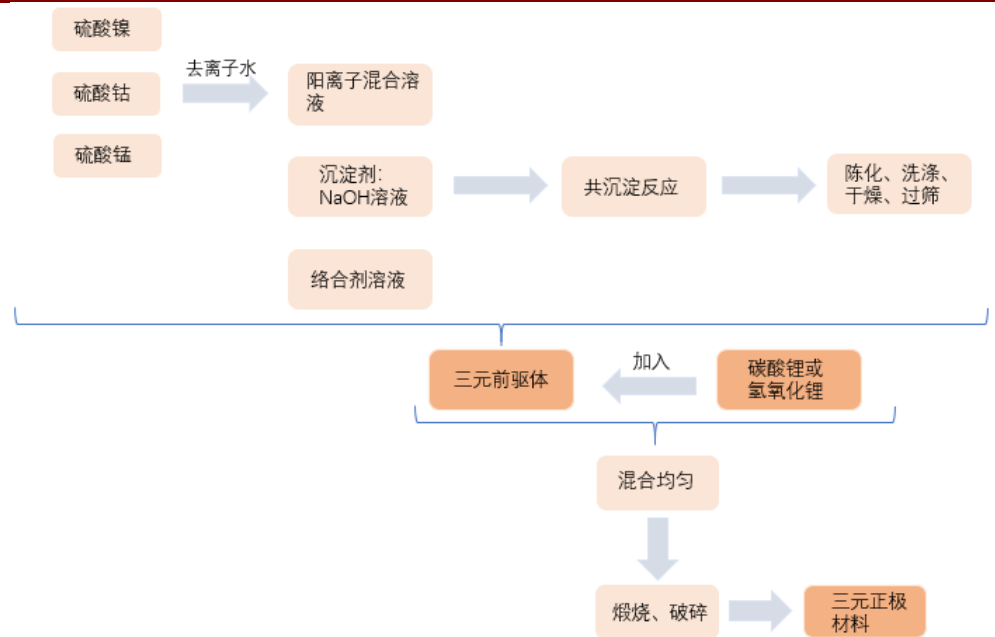 硫酸镍
硫酸钴
硫酸锰
去离子水
阳离子混合溶
液
沉淀�：
NaOH溶液
络合剂溶液
共沉淀反应
陈化、洗涤、
干燥、过筛
三元前驱体
加入
碳酸锂或
氢氧化锂
混合均匀
煅烧、破碎
三元正极
材料